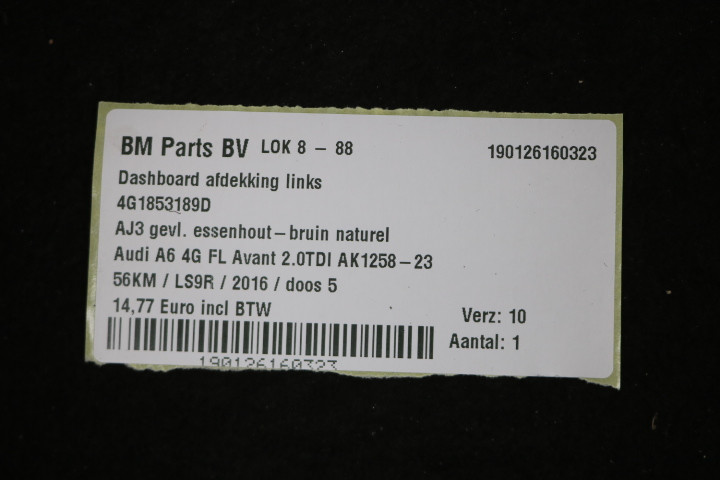 BM Parts BV LOK 8 - 88 190126160323
Dashboard afdekking links
4G1853189D
AJ3 gevl. essenhout-bruin naturel
Audi A6 4G FL Avant 2.0TDI AK1258-23
56KM / LS9R / 2016 / doos 5
14,77 Euro incl BTW
Verz: 10
Aantal: 1
190126160323